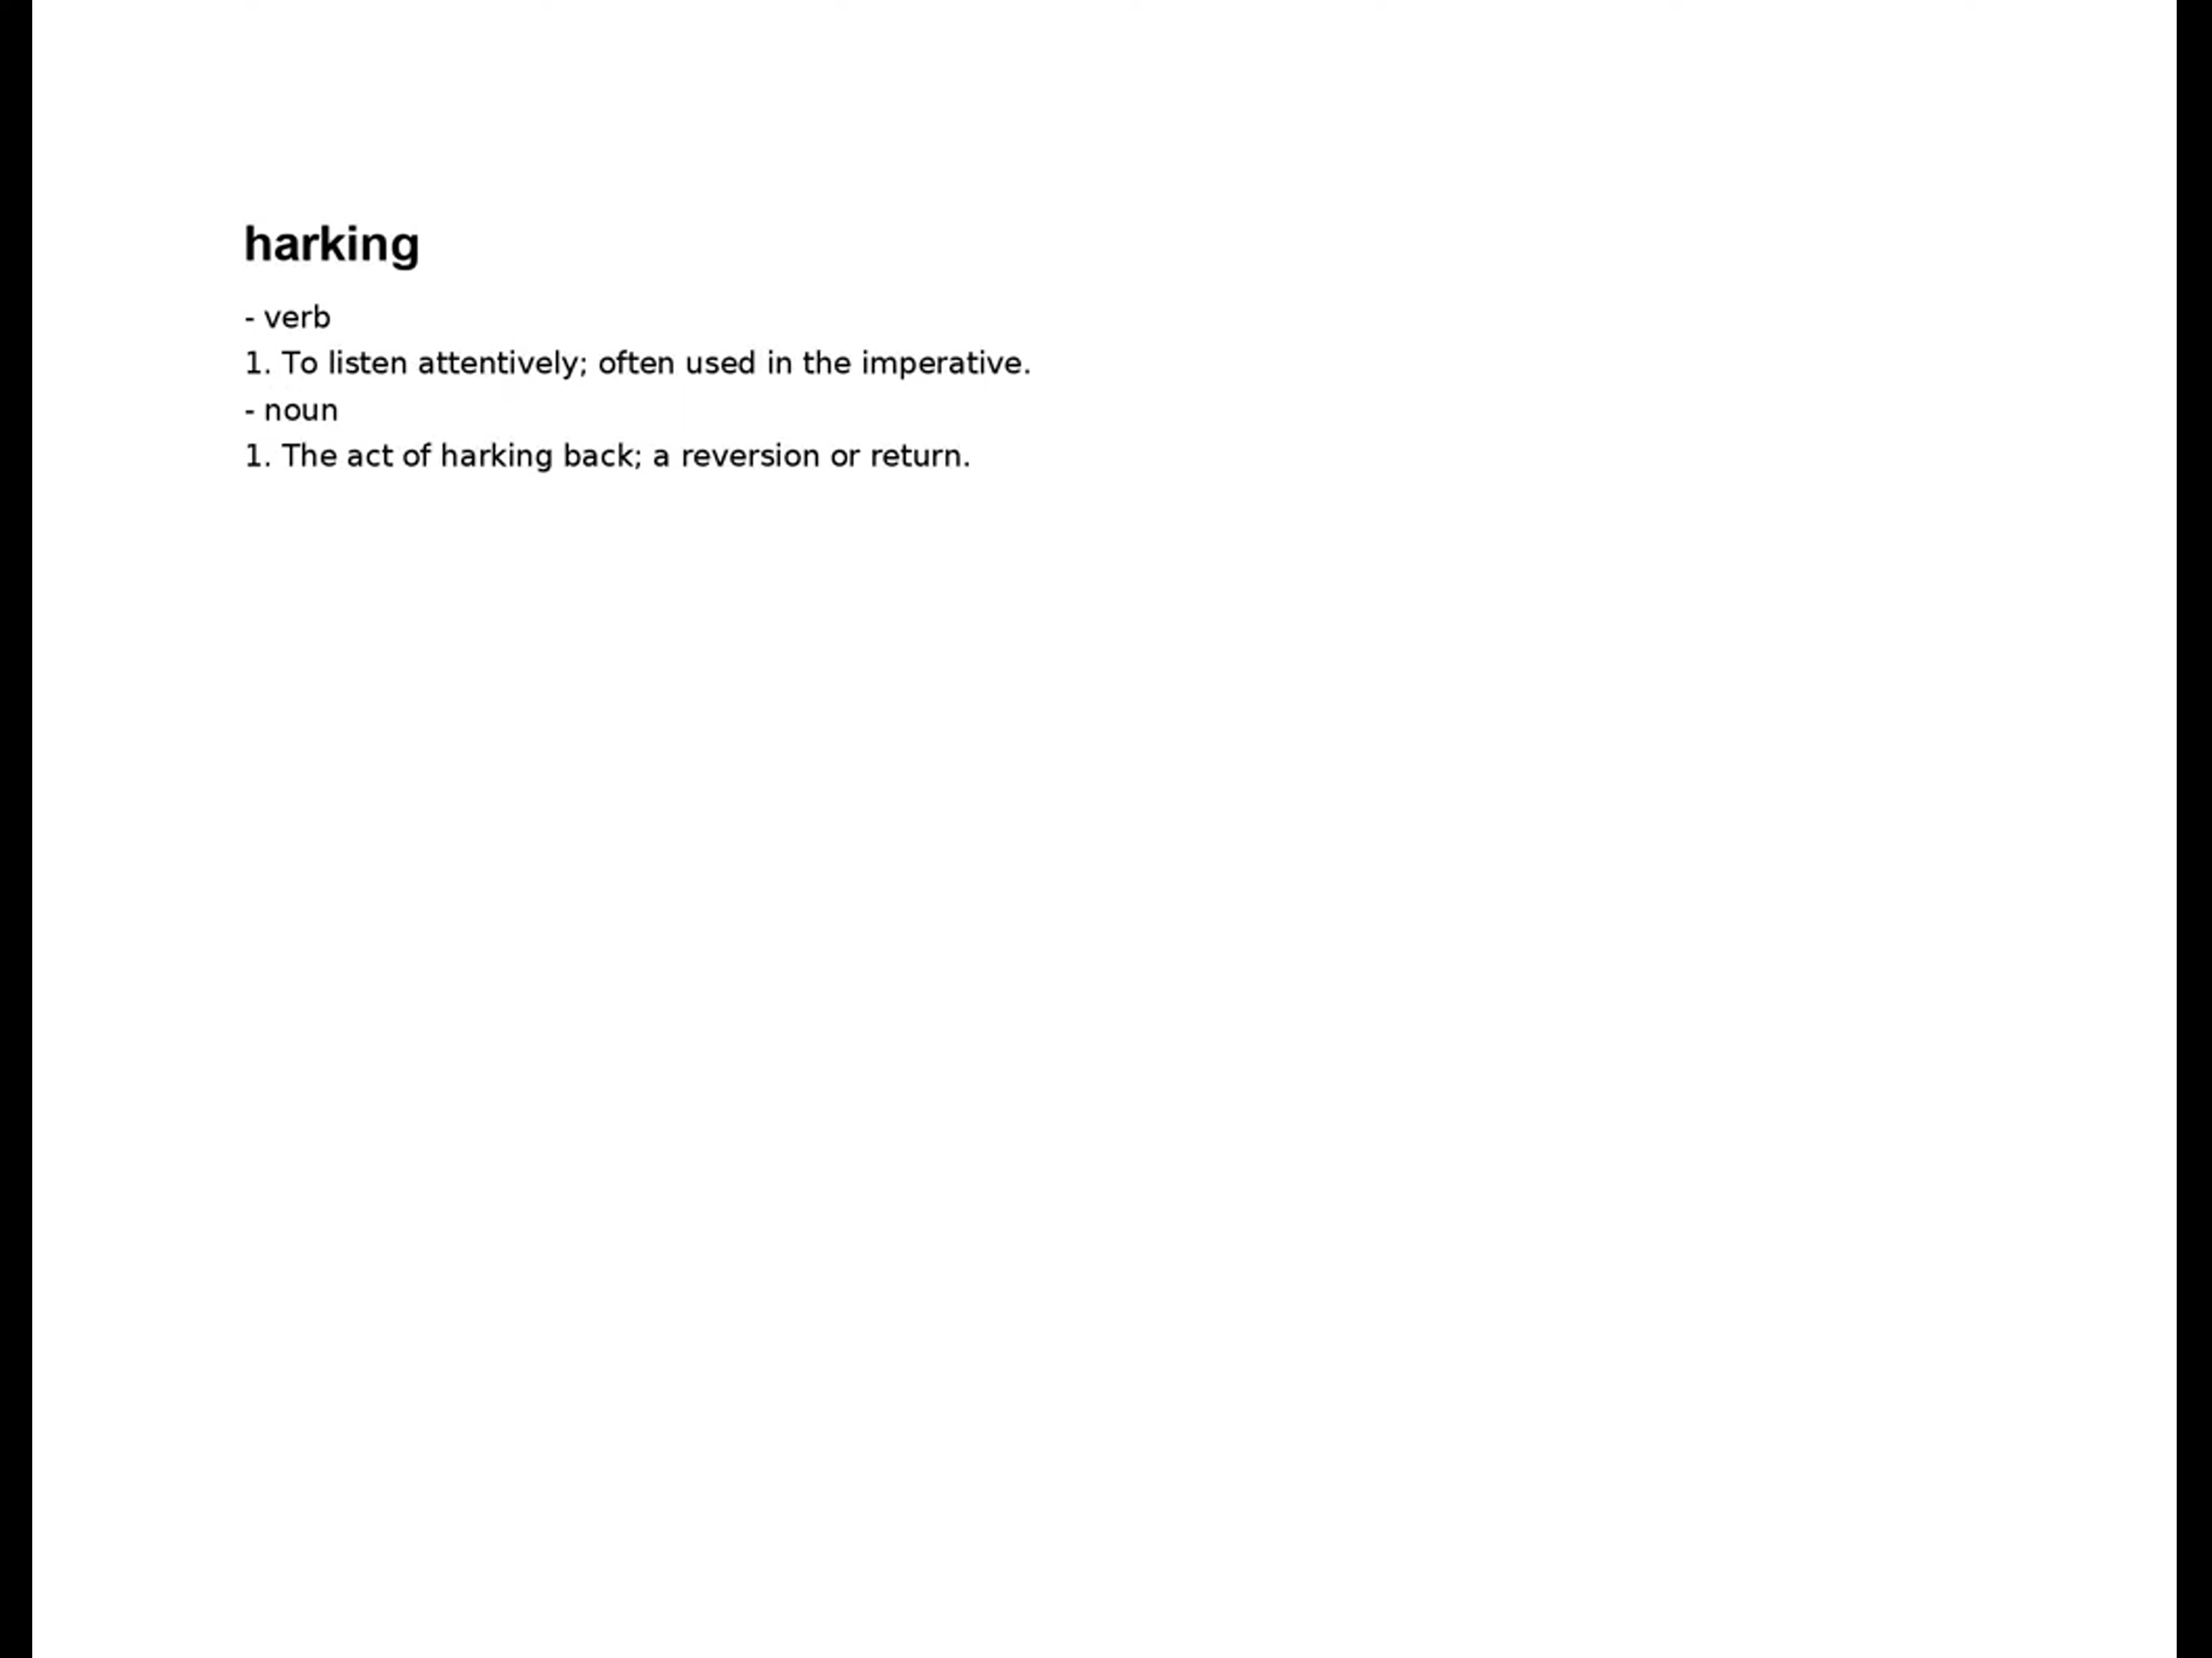 harking
- verb
1. To listen attentively; often used in the imperative.
- noun
1. The act of harking back; a reversion or return.